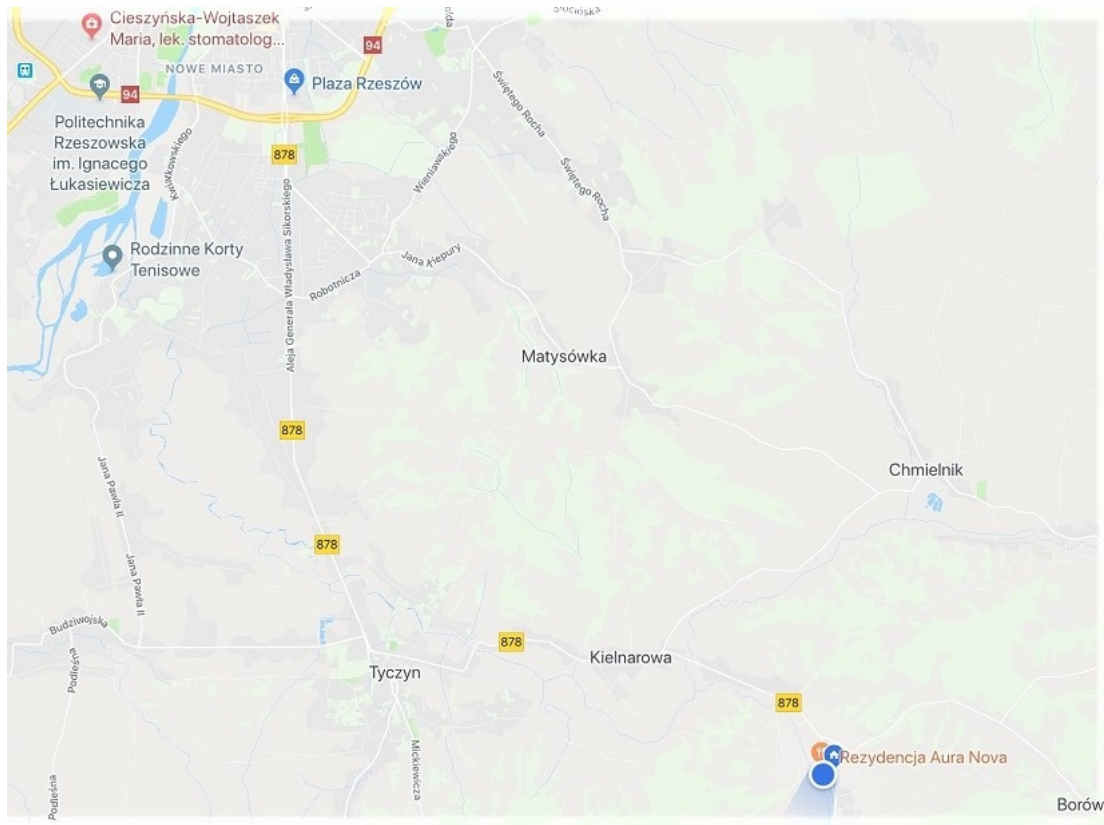 Cieszyńska-Wojtaszek
Maria, lek. stomatolog...
94
NOWE MIASTO
Plaza Rzeszów
94
Politechnika
Rzeszowska
im. Ignacego
Łukasiewicza
Kwiatkowskiego
878
Wieniawskiego
Świętego Rocha
Świętego Rocha
Rodzinne Korty
Tenisowe
Aleja Generała Władysława Sikorskiego
Robotnicza
Jana Kiepury
Matysówka
878
Chmielnik
Jana Pawła II
878
Jana Pawła II
Budziwojska
Podleśna
878
Kielnarowa
Tyczyn
878
Mickiewicza
Rezydencja Aura Nova
Podleśna
Borów